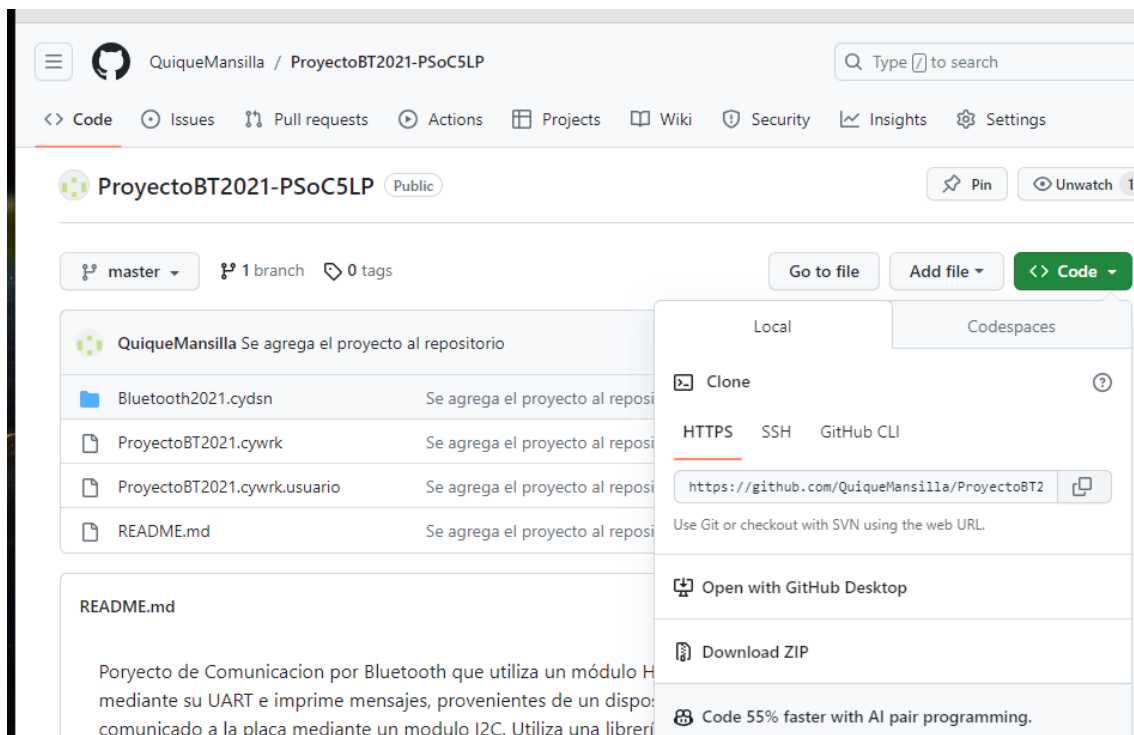 QuiqueMansilla / ProyectoBT2021-PSoC5LP
Type / to search
Code Issues Pull requests Actions Projects Wiki Security Insights Settings
ProyectoBT2021-PSoC5LP Public
Pin Unwatch 1
master 1 branch 0 tags
Go to file Add file Code
Local Codespaces
QuiqueMansilla Se agrega el proyecto al repositorio
Clone
Bluetooth2021.cydsn Se agrega el proyecto al reposi
HTTPS SSH GitHub CLI
ProyectoBT2021.cywrk Se agrega el proyecto al reposi
ProyectoBT2021.cywrk.usuario Se agrega el proyecto al reposi
https://github.com/QuiqueMansilla/ProyectoBT2
Use Git or checkout with SVN using the web URL.
README.md Se agrega el proyecto al reposi
Open with GitHub Desktop
README.md
Download ZIP
Poryecto de Comunicacion por Bluetooth que utiliza un módulo H
mediante su UART e imprime mensajes, provenientes de un dispos
Code 55% faster with AI pair programming.
comunicado a la placa mediante un modulo I2C. Utiliza una librerí